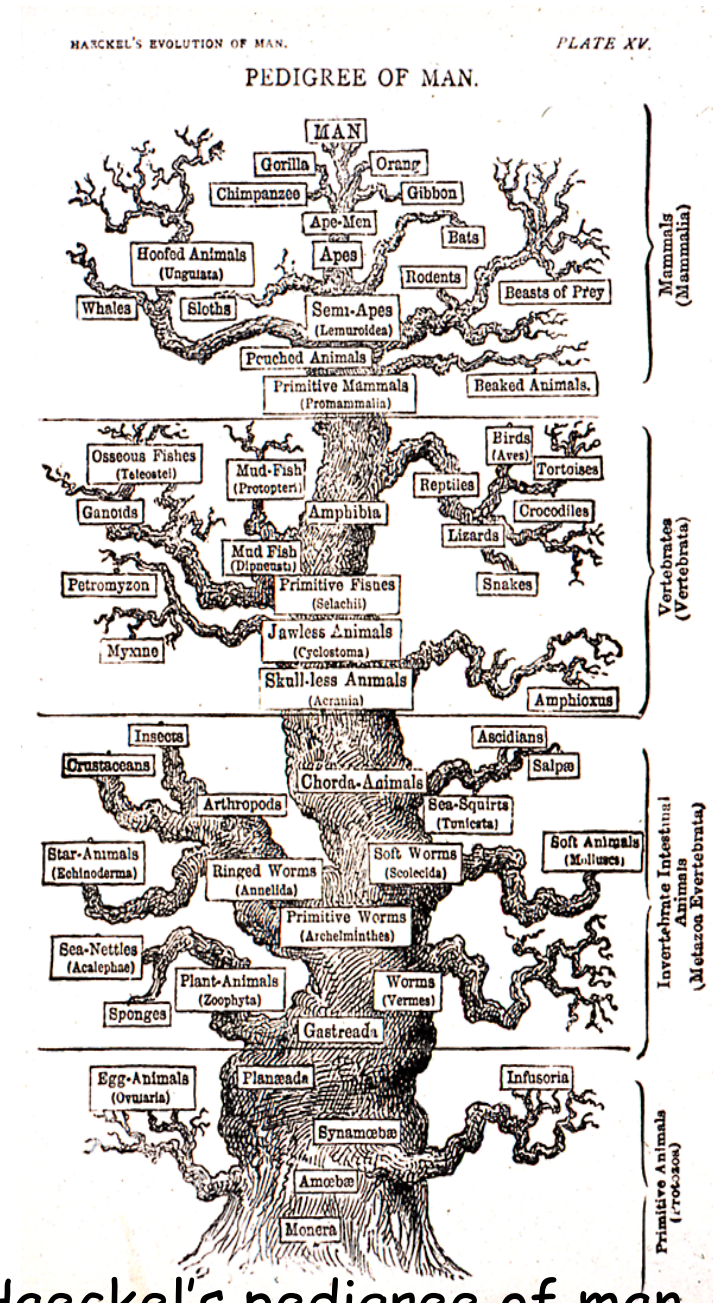 HAECKEL'S EVOLUTION OF MAN.
PLATE XV.
PEDIGREE OF MAN.
MAN
Gorilla
Orang
Chimpanzee
Gibbon
Ape-Men
Bats
Hoofed Animals
(Ungulata)
Apes
Rodents
Beasts of Prey
Whales
Sloths
Semi-Apes
(Lemuroidea)
Pouched Animals
Primitive Mammals
(Promammalia)
Beaked Animals.
Mammals
(Mammalia)
Osseous Fishes
(Teleostei)
Mud-Fish
(Protopteri)
Birds
(Aves)
Tortoises
Reptiles
Ganoids
Amphibia
Crocodiles
Lizards
Mud Fish
(Dipneusti)
Petromyzon
Primitive Fishes
(Selachii)
Snakes
Jawless Animals
(Cyclostoma)
Myxine
Skull-less Animals
(Acrania)
Amphioxus
Vertebrates
(Vertebrata)
Insects
Ascidians
Crustaceans
Salpæ
Chorda-Animals
Arthropods
Sea-Squirts
(Tunicata)
Star-Animals
(Echinoderma)
Soft Worms
(Scolecida)
Soft Animals
(Molluscs)
Ringed Worms
(Annelida)
Primitive Worms
(Archelminthes)
Sea-Nettles
(Acalephae)
Plant-Animals
(Zoophyta)
Worms
(Vermes)
Sponges
Gastreada
Invertebrate Intestinal
Animals
(Metazoa Evertebrata)
Egg-Animals
(Ovularia)
Planæada
Infusoria
Synamœbæ
Amœbæ
Monera
Primitive Animals
(Protozoa)
Haeckel's pedigree of man